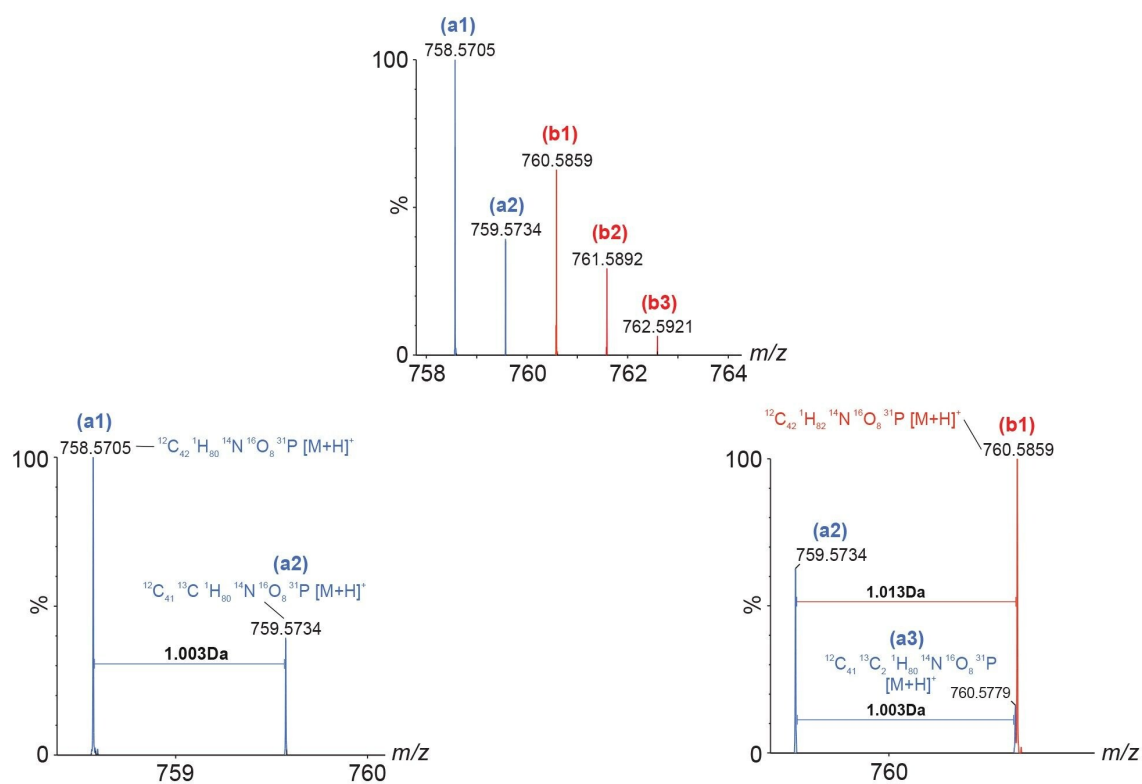 (a1)
758.5705
100
(b1)
760.5859
(a2)
759.5734
%
(b2)
761.5892
(b3)
762.5921
0
m/z
758 760 762 764
(a1)
758.5705
¹²C₄₂ ¹H₈₀ ¹⁴N ¹⁶O₈ ³¹P [M+H]⁺
100
(a2)
¹²C₄₁ ¹³C ¹H₈₀ ¹⁴N ¹⁶O₈ ³¹P [M+H]⁺
759.5734
%
1.003Da
0
m/z
759 760
¹²C₄₂ ¹H₈₂ ¹⁴N ¹⁶O₈ ³¹P [M+H]⁺
(b1)
760.5859
100
(a2)
759.5734
1.013Da
%
(a3)
¹²C₄₁ ¹³C₂ ¹H₈₀ ¹⁴N ¹⁶O₈ ³¹P
[M+H]⁺
760.5779
1.003Da
0
m/z
760